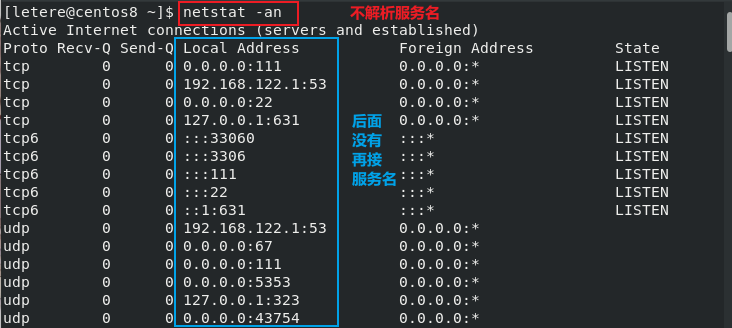 [letere@centos8 ~]$ netstat -an 不解析服务名
Active Internet connections (servers and established)
Proto Recv-Q Send-Q Local Address Foreign Address State
tcp 0 0 0.0.0.0:111 0.0.0.0:* LISTEN
tcp 0 0 192.168.122.1:53 0.0.0.0:* LISTEN
tcp 0 0 0.0.0.0:22 0.0.0.0:* LISTEN
tcp 0 0 127.0.0.1:631 0.0.0.0:* LISTEN
tcp6 0 0 :::33060 :::* LISTEN
tcp6 0 0 :::3306 :::* LISTEN
tcp6 0 0 :::111 :::* LISTEN
tcp6 0 0 :::22 :::* LISTEN
tcp6 0 0 ::1:631 :::* LISTEN
udp 0 0 192.168.122.1:53 0.0.0.0:*
udp 0 0 0.0.0.0:67 0.0.0.0:*
udp 0 0 0.0.0.0:111 0.0.0.0:*
udp 0 0 0.0.0.0:5353 0.0.0.0:*
udp 0 0 127.0.0.1:323 0.0.0.0:*
udp 0 0 0.0.0.0:43754 0.0.0.0:*
后面
没有
再接
服务名